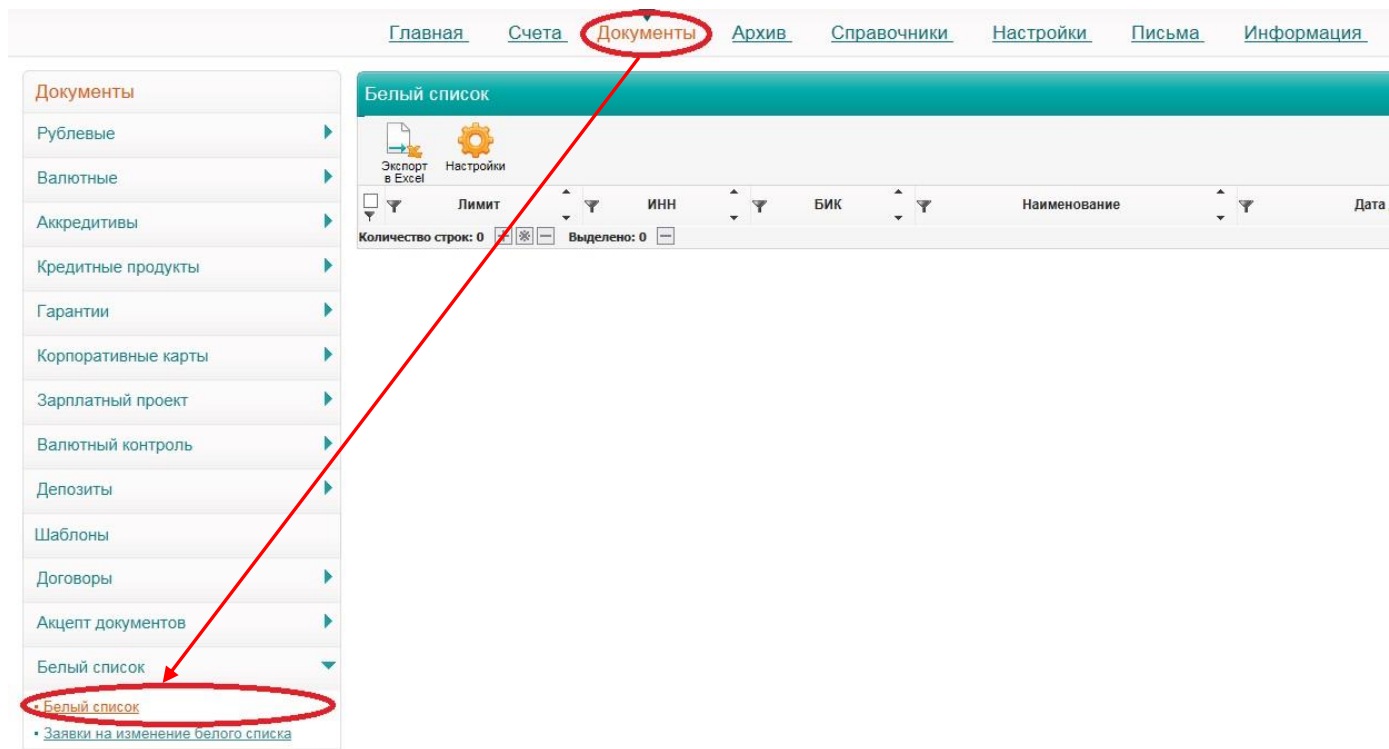 Главная Счета Документы Архив Справочники Настройки Письма Информация
Документы
Рублевые
Валютные
Аккредитивы
Кредитные продукты
Гарантии
Корпоративные карты
Зарплатный проект
Валютный контроль
Депозиты
Шаблоны
Договоры
Акцепт документов
Белый список
Белый список
Заявки на изменение белого списка
Белый список
Экспорт в Excel
Настройки
Лимит ИНН БИК Наименование Дата
Количество строк: 0 Выделено: 0